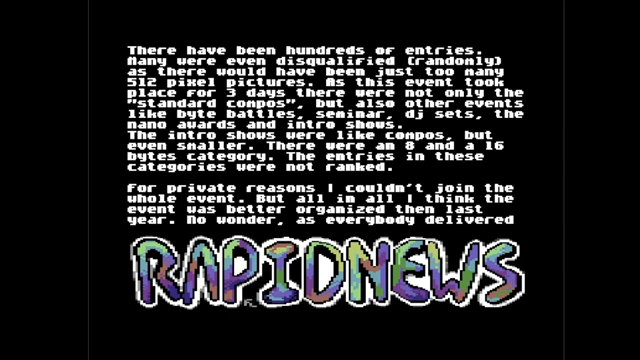 There have been hundreds of entries.
Many were even disqualified (randomly)
as there would have been just too many
512 pixel pictures. As this event took
place for 3 days there were not only the
"standard compos", but also other events
like byte battles, seminar, dj sets, the
nano awards and intro shows.
The intro shows were like compos, but
even smaller. There were an 8 and a 16
bytes category. The entries in these
categories were not ranked.
For private reasons I couldn't join the
whole event. But all in all I think the
event was better organized then last
year. No wonder, as everybody delivered
RAPIDNEWS